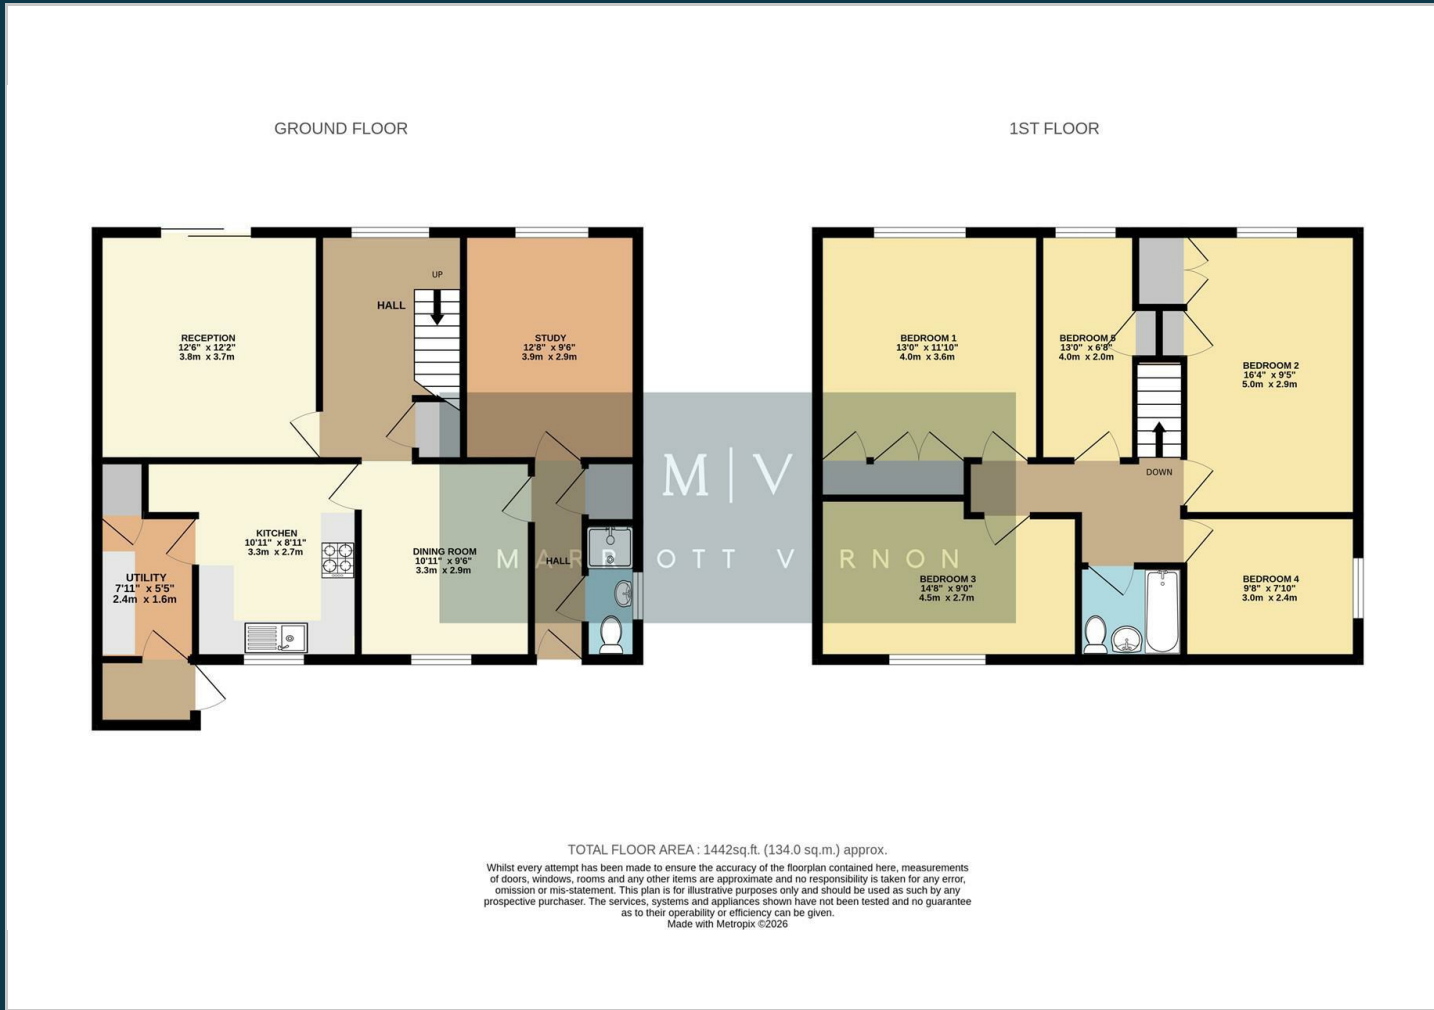 GROUND FLOOR
1ST FLOOR
UP
HALL
RECEPTION
12'6" x 12'2"
3.8m x 3.7m
STUDY
12'8" x 9'6"
3.9m x 2.9m
KITCHEN
10'11" x 8'11"
3.3m x 2.7m
DINING ROOM
10'11" x 9'6"
3.3m x 2.9m
HALL
UTILITY
7'11" x 5'5"
2.4m x 1.6m
BEDROOM 1
13'0" x 11'10"
4.0m x 3.6m
BEDROOM 5
13'0" x 6'8"
4.0m x 2.0m
BEDROOM 2
16'4" x 9'5"
5.0m x 2.9m
DOWN
BEDROOM 3
14'8" x 9'0"
4.5m x 2.7m
BEDROOM 4
9'8" x 7'10"
3.0m x 2.4m
M|V
MARRIOTT VERNON
TOTAL FLOOR AREA : 1442sq.ft. (134.0 sq.m.) approx.
Whilst every attempt has been made to ensure the accuracy of the floorplan contained here, measurements
of doors, windows, rooms and any other items are approximate and no responsibility is taken for any error,
omission or mis-statement. This plan is for illustrative purposes only and should be used as such by any
prospective purchaser. The services, systems and appliances shown have not been tested and no guarantee
as to their operability or efficiency can be given.
Made with Metropix ©2026